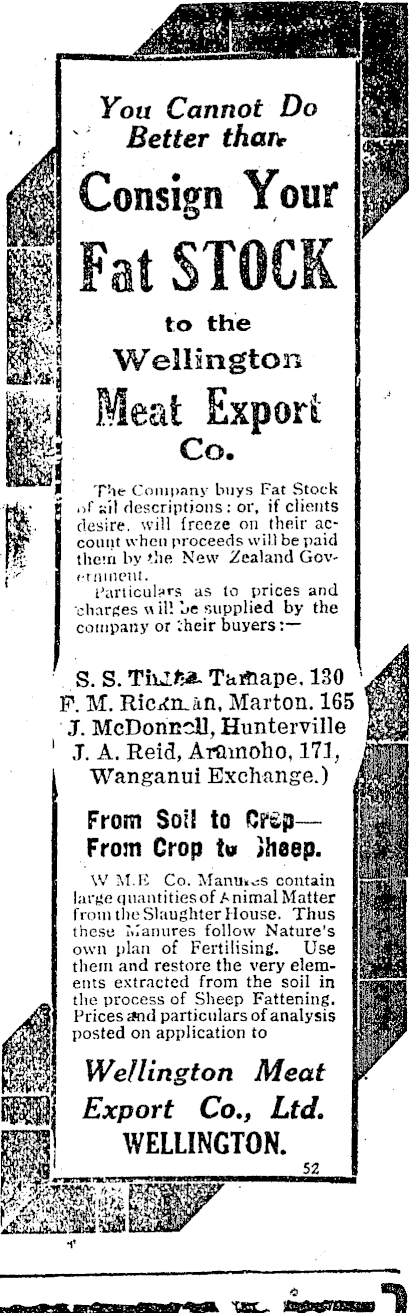 You Cannot Do
Better than
Consign Your
Fat STOCK
to the
Wellington
Meat Export
Co.
The Company buys Fat Stock
of all descriptions: or, if clients
desire, will freeze on their ac-
count when proceeds will be paid
them by the New Zealand Gov-
ernment.
Particulars as to prices and
charges will be supplied by the
company or their buyers:—
S. S. Taihape, 130
F. M. Rickman, Marton. 165
J. McDonnell, Hunterville
J. A. Reid, Aramoho, 171,
Wanganui Exchange.)
From Soil to Crop—
From Crop to Sheep.
W M.E Co. Manures contain
large quantities of Animal Matter
from the Slaughter House. Thus
these Manures follow Nature's
own plan of Fertilising. Use
them and restore the very elem-
ents extracted from the soil in
the process of Sheep Fattening.
Prices and particulars of analysis
posted on application to
Wellington Meat
Export Co., Ltd.
WELLINGTON.
52